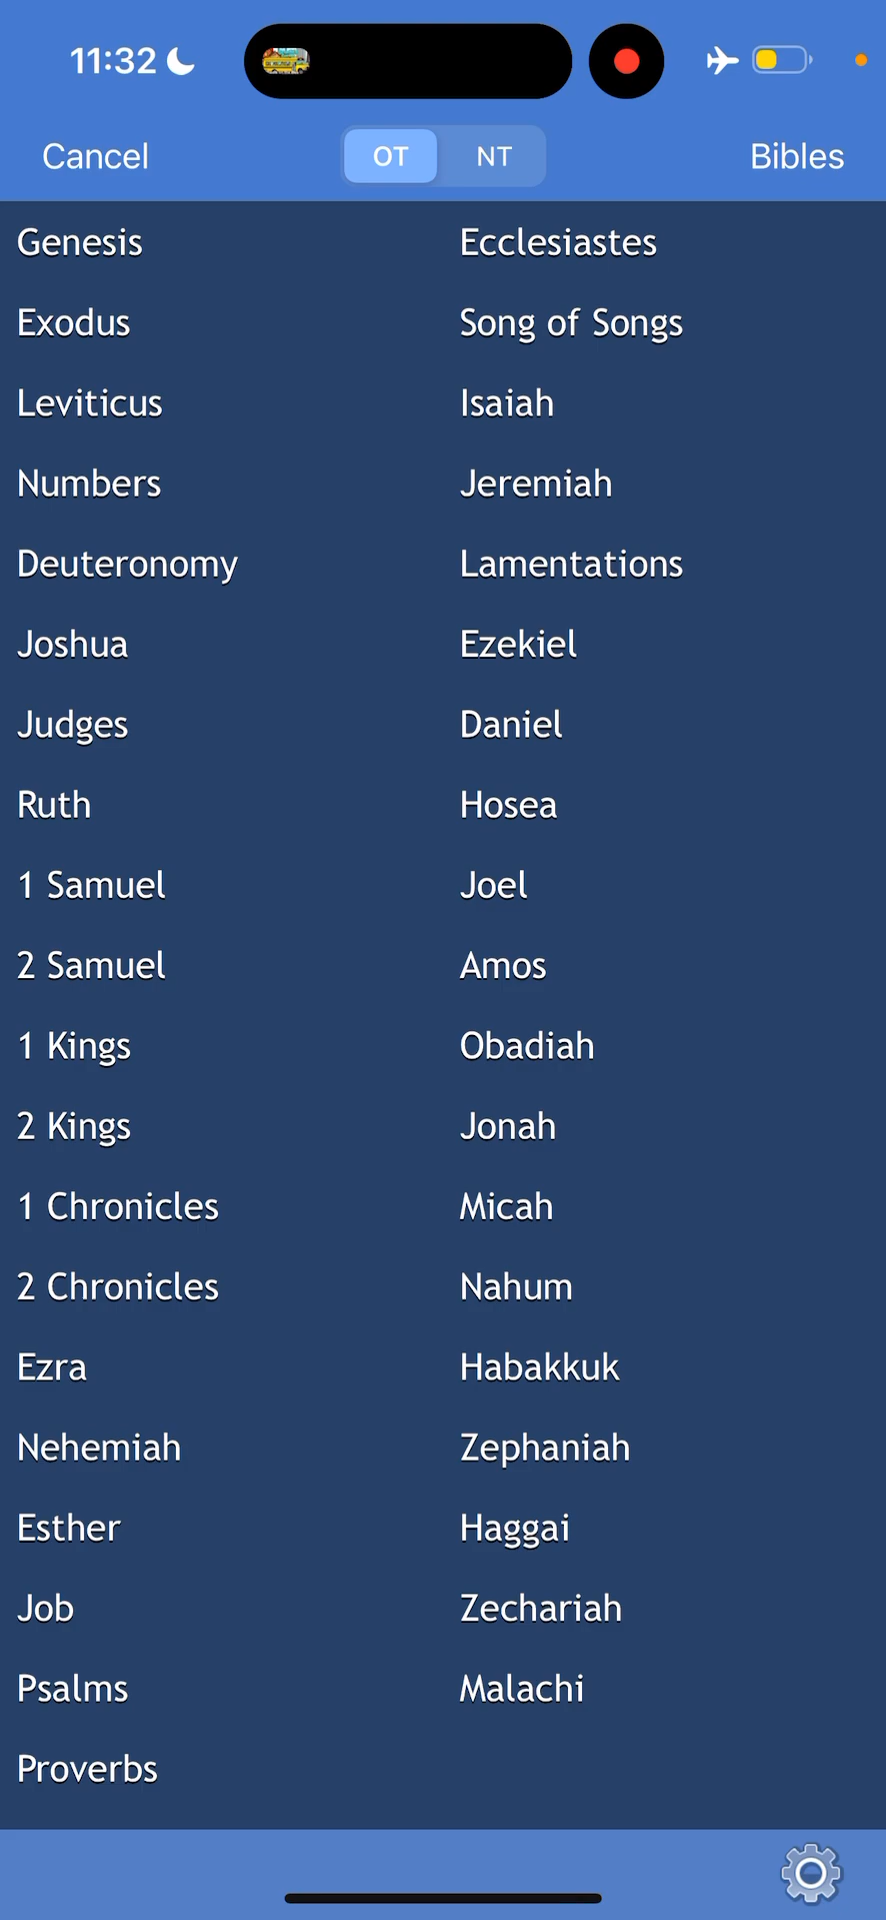 11:32
Cancel
OT
NT
Bibles
Genesis
Exodus
Leviticus
Numbers
Deuteronomy
Joshua
Judges
Ruth
1 Samuel
2 Samuel
1 Kings
2 Kings
1 Chronicles
2 Chronicles
Ezra
Nehemiah
Esther
Job
Psalms
Proverbs
Ecclesiastes
Song of Songs
Isaiah
Jeremiah
Lamentations
Ezekiel
Daniel
Hosea
Joel
Amos
Obadiah
Jonah
Micah
Nahum
Habakkuk
Zephaniah
Haggai
Zechariah
Malachi